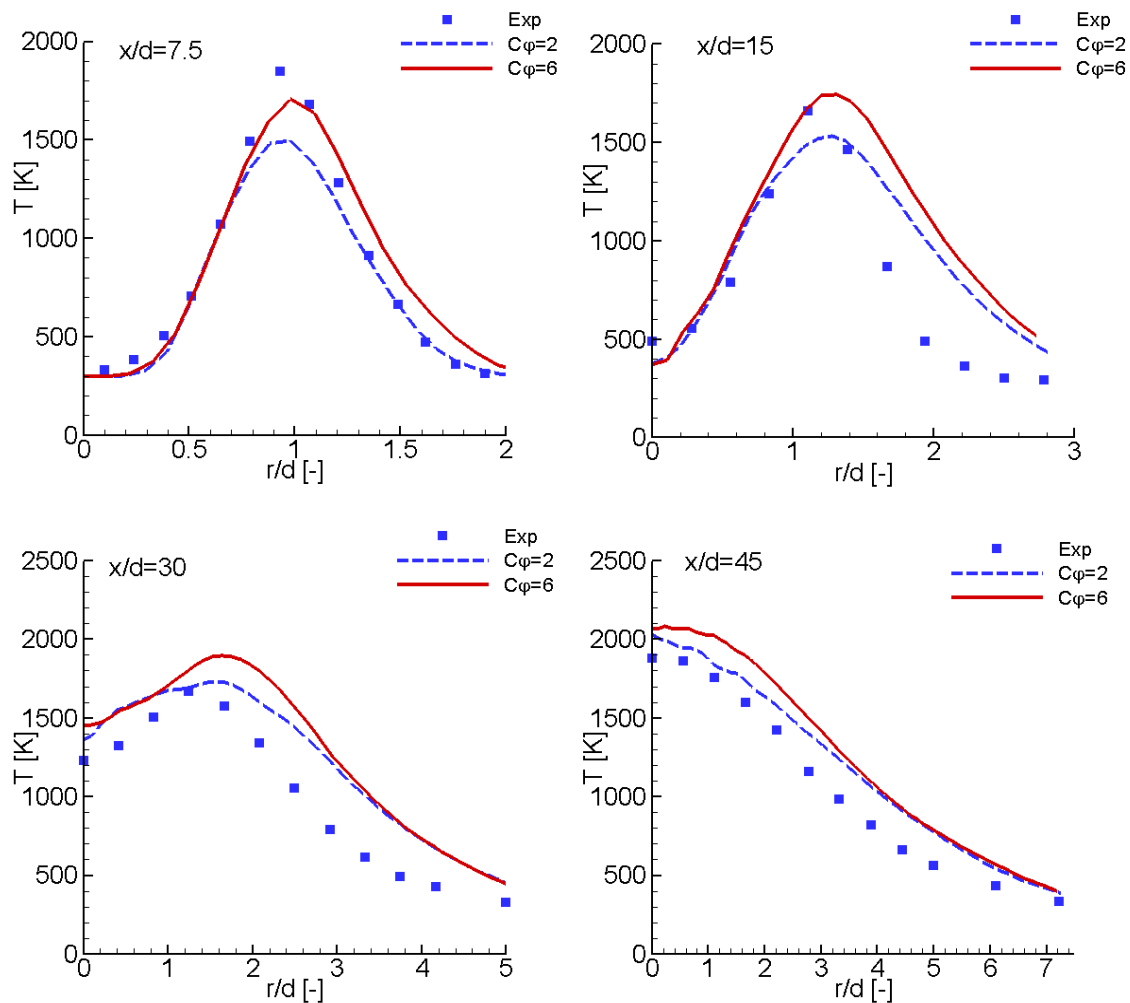 Exp
2000 x/d=7.5 Cφ=2
Cφ=6
1500
T [K]
1000
500
0
0 0.5 1 1.5 2
r/d [-]
Exp
2000 x/d=15 Cφ=2
Cφ=6
1500
T [K]
1000
500
0
0 1 2 3
r/d [-]
Exp
2500 x/d=30 Cφ=2
Cφ=6
2000
1500
T [K]
1000
500
0
0 1 2 3 4 5
r/d [-]
Exp
2500 x/d=45 Cφ=2
Cφ=6
2000
1500
T [K]
1000
500
0
0 1 2 3 4 5 6 7
r/d [-]